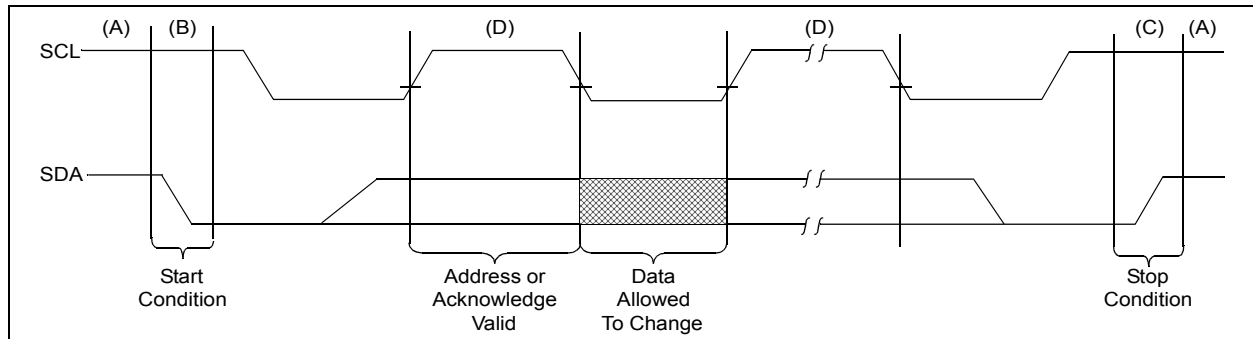 (A) (B) (D) (D) (C) (A)
SCL
SDA
Start
Condition
Address or
Acknowledge
Valid
Data
Allowed
To Change
Stop
Condition